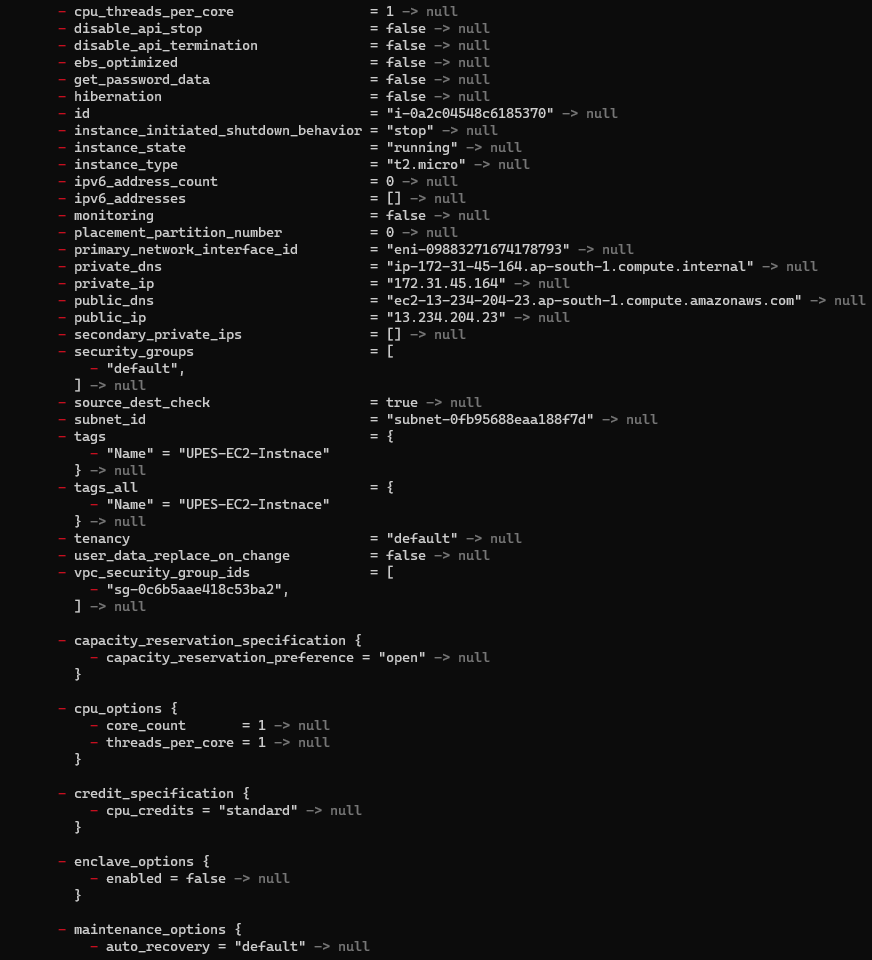 - cpu_threads_per_core                 = 1 -> null
- disable_api_stop                     = false -> null
- disable_api_termination              = false -> null
- ebs_optimized                        = false -> null
- get_password_data                    = false -> null
- hibernation                          = false -> null
- id                                   = "i-0a2c04548c6185370" -> null
- instance_initiated_shutdown_behavior = "stop" -> null
- instance_state                       = "running" -> null
- instance_type                        = "t2.micro" -> null
- ipv6_address_count                   = 0 -> null
- ipv6_addresses                       = [] -> null
- monitoring                           = false -> null
- placement_partition_number           = 0 -> null
- primary_network_interface_id         = "eni-09883271674178793" -> null
- private_dns                          = "ip-172-31-45-164.ap-south-1.compute.internal" -> null
- private_ip                           = "172.31.45.164" -> null
- public_dns                           = "ec2-13-234-204-23.ap-south-1.compute.amazonaws.com" -> null
- public_ip                            = "13.234.204.23" -> null
- secondary_private_ips                = [] -> null
- security_groups                      = [
    - "default",
  ] -> null
- source_dest_check                    = true -> null
- subnet_id                            = "subnet-0fb95688eaa188f7d" -> null
- tags                                 = {
    - "Name" = "UPES-EC2-Instnace"
  } -> null
- tags_all                             = {
    - "Name" = "UPES-EC2-Instnace"
  } -> null
- tenancy                              = "default" -> null
- user_data_replace_on_change          = false -> null
- vpc_security_group_ids               = [
    - "sg-0c6b5aae418c53ba2",
  ] -> null

- capacity_reservation_specification {
    - capacity_reservation_preference = "open" -> null
  }

- cpu_options {
    - core_count       = 1 -> null
    - threads_per_core = 1 -> null
  }

- credit_specification {
    - cpu_credits = "standard" -> null
  }

- enclave_options {
    - enabled = false -> null
  }

- maintenance_options {
    - auto_recovery = "default" -> null